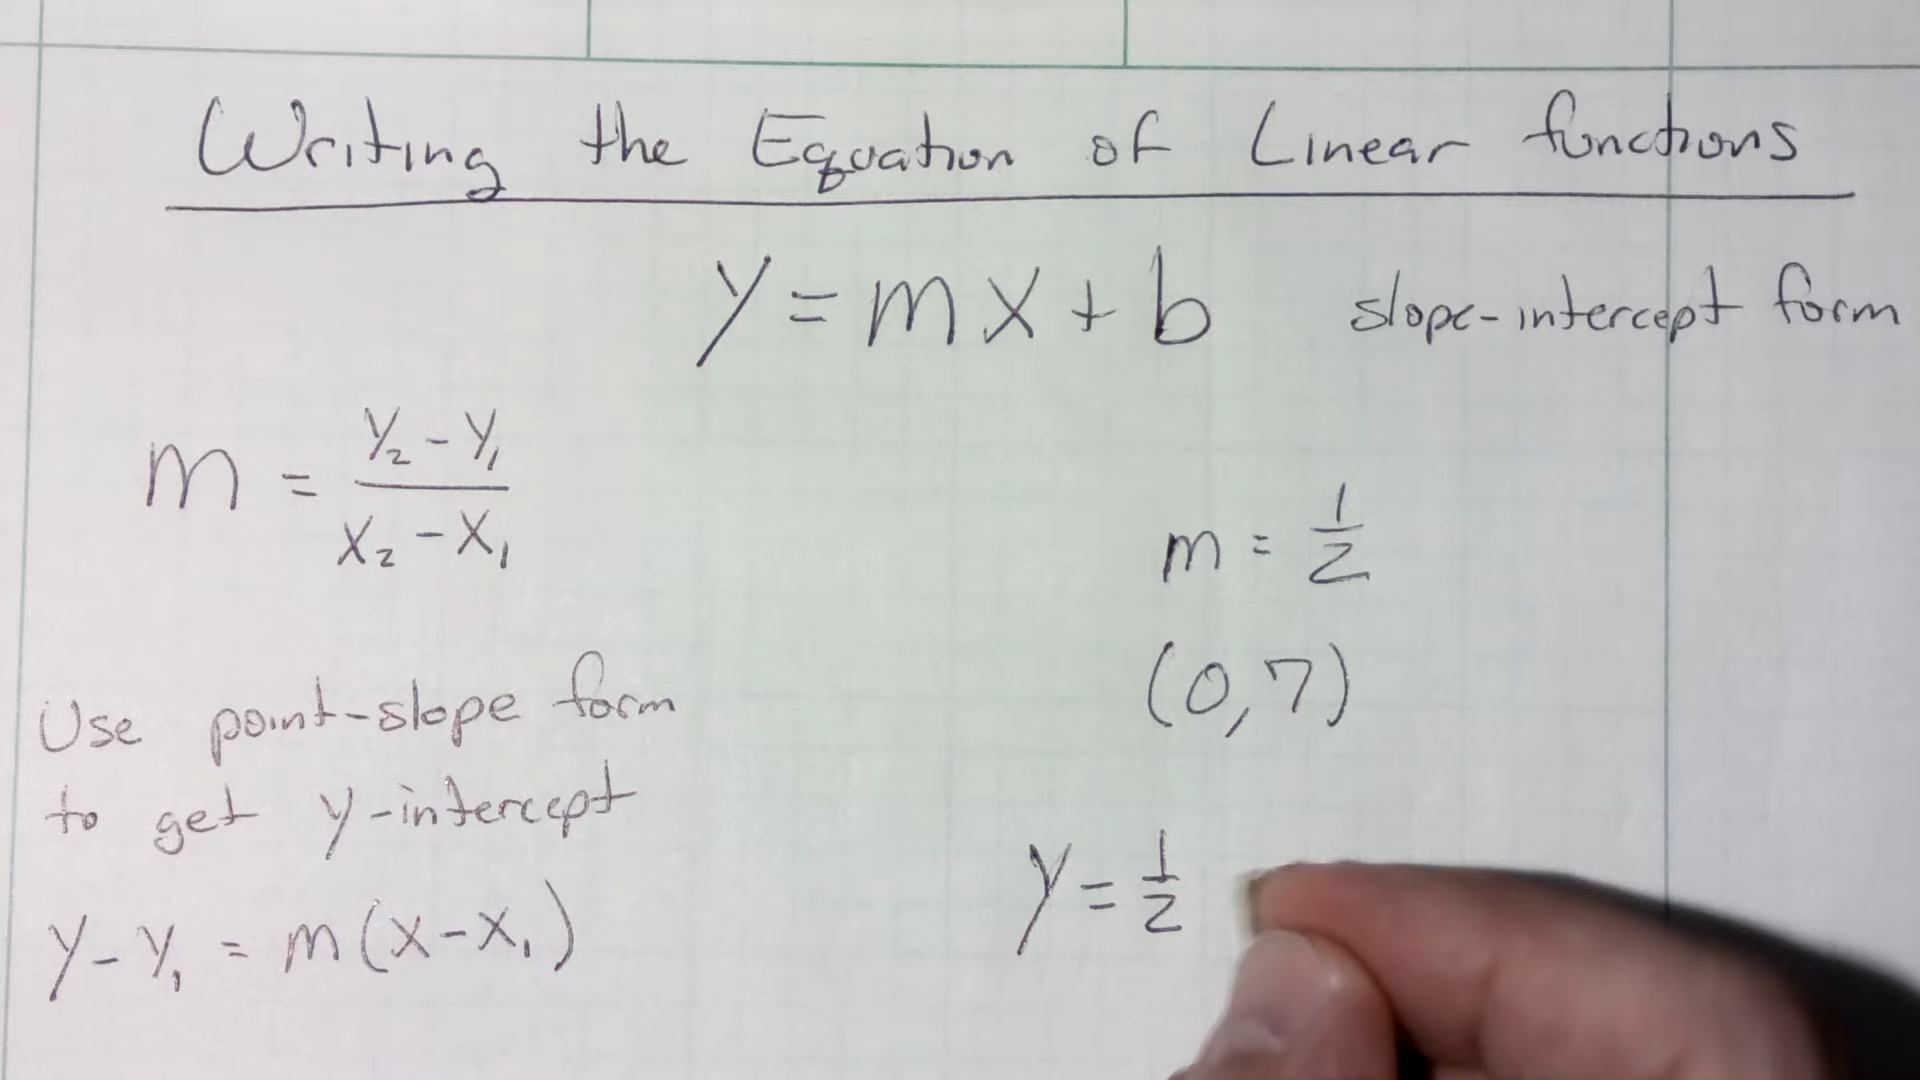 Writing the Equation of Linear functions
y = mx + b slope-intercept form
m = y₂ - y₁ / x₂ - x₁
m = 1/2
(0,7)
Use point-slope form
to get y-intercept
y - y₁ = m(x - x₁)
y = 1/2